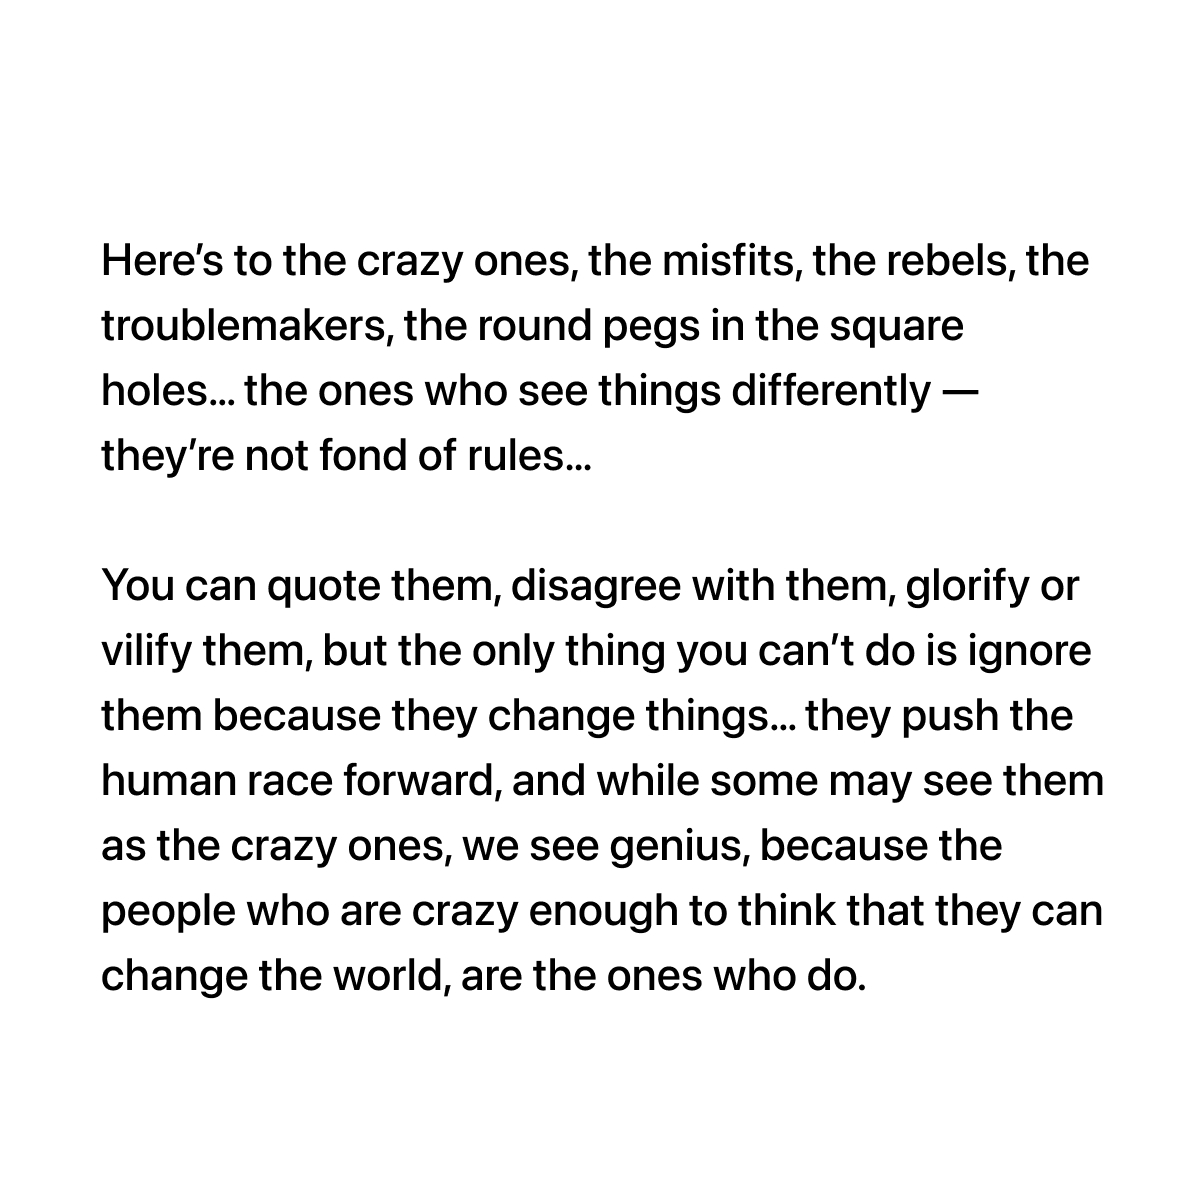 Here’s to the crazy ones, the misfits, the rebels, the
troublemakers, the round pegs in the square
holes… the ones who see things differently —
they’re not fond of rules…
You can quote them, disagree with them, glorify or
vilify them, but the only thing you can’t do is ignore
them because they change things… they push the
human race forward, and while some may see them
as the crazy ones, we see genius, because the
people who are crazy enough to think that they can
change the world, are the ones who do.